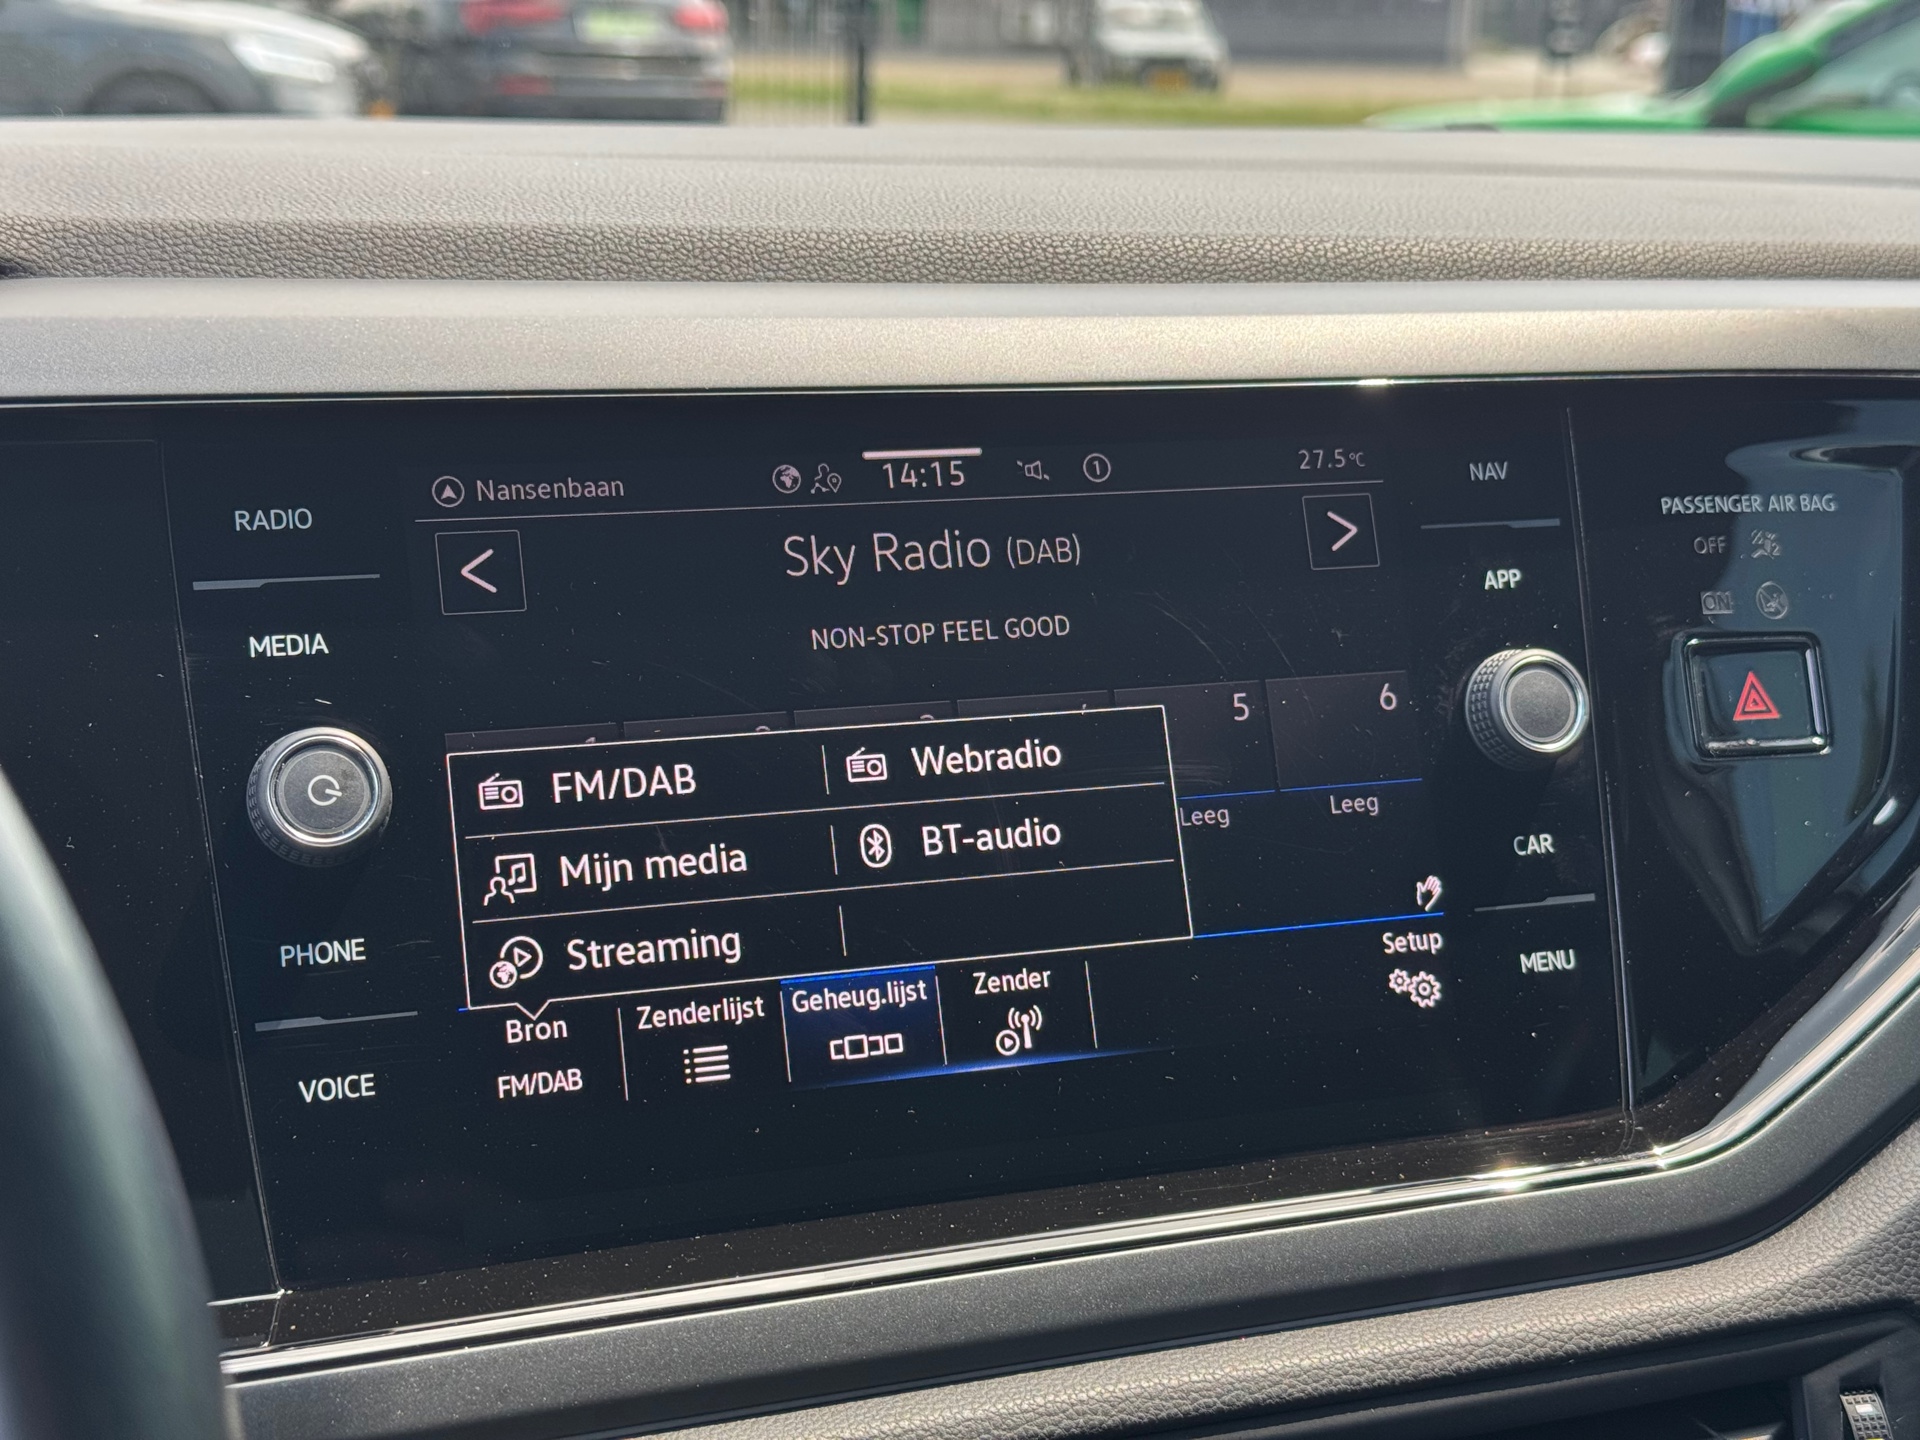 RADIO
MEDIA
PHONE
VOICE
Nansenbaan
14:15
1
27.5°C
Sky Radio (DAB)
NON-STOP FEEL GOOD
5
6
Leeg
Leeg
FM/DAB
Webradio
Mijn media
BT-audio
Streaming
Bron
FM/DAB
Zenderlijst
Geheug.lijst
Zender
Setup
NAV
APP
CAR
MENU
PASSENGER AIR BAG
OFF
ON